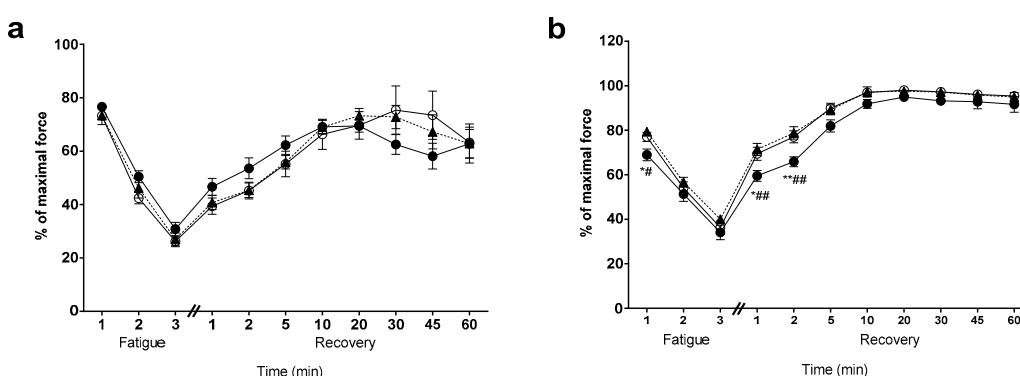 a
% of maximal force
100
80
60
40
20
0
1 2 3 1 2 5 10 20 30 45 60
Fatigue Recovery
Time (min)
b
% of maximal force
120
100
80
60
40
20
0
*#
*##
**##
1 2 3 1 2 5 10 20 30 45 60
Fatigue Recovery
Time (min)